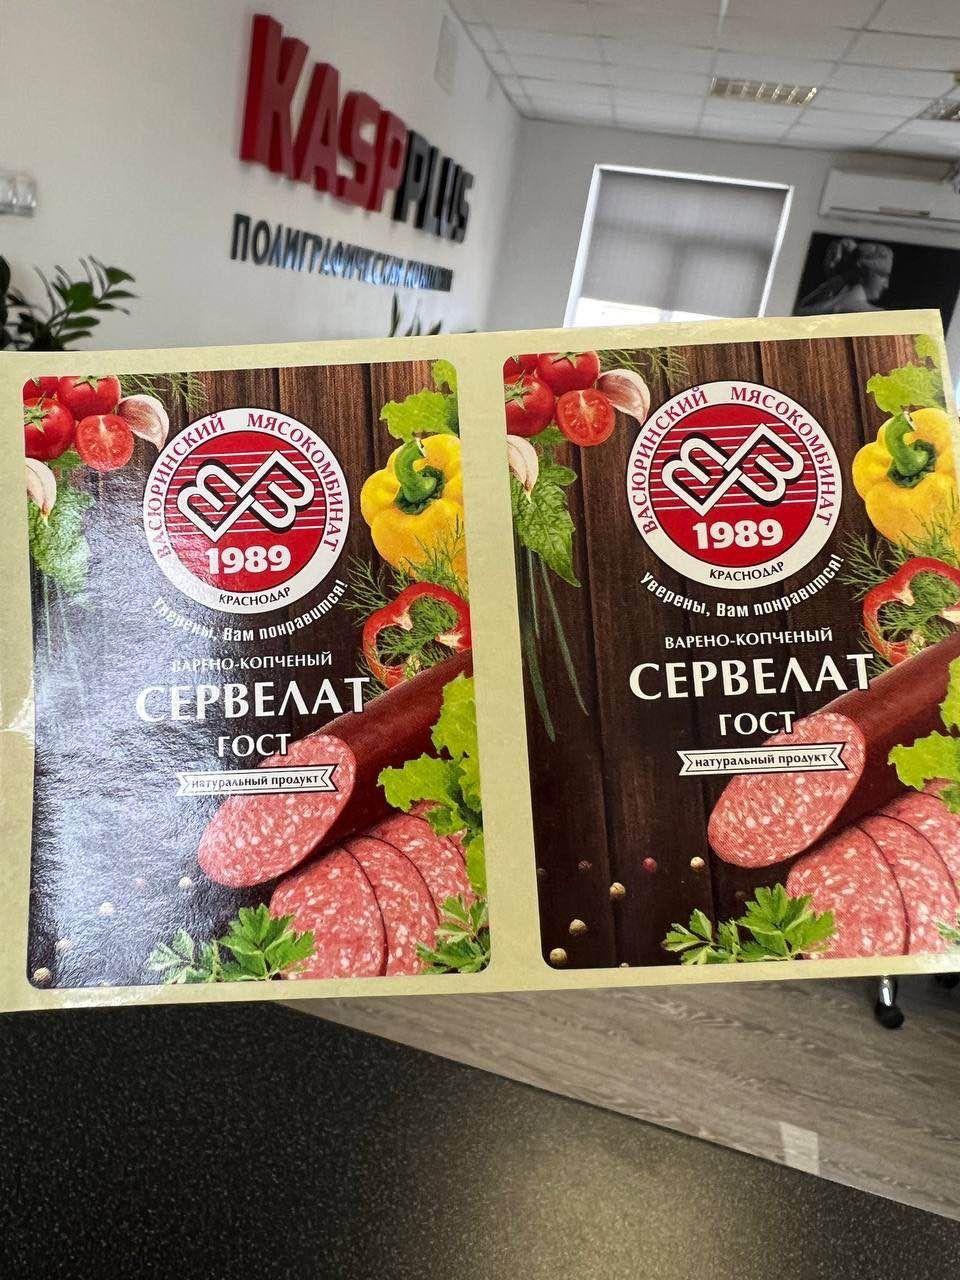 KASPPLUS
ПОЛИГРАФИЧЕСКАЯ КОМПАНИЯ
ВАСЮРИНСКИЙ МЯСОКОМБИНАТ
1989
КРАСНОДАР
Уверены, Вам понравится!
ВАРЕНО-КОПЧЕНЫЙ
СЕРВЕЛАТ
ГОСТ
натуральный продукт
ВАСЮРИНСКИЙ МЯСОКОМБИНАТ
1989
КРАСНОДАР
Уверены, Вам понравится!
ВАРЕНО-КОПЧЕНЫЙ
СЕРВЕЛАТ
ГОСТ
натуральный продукт